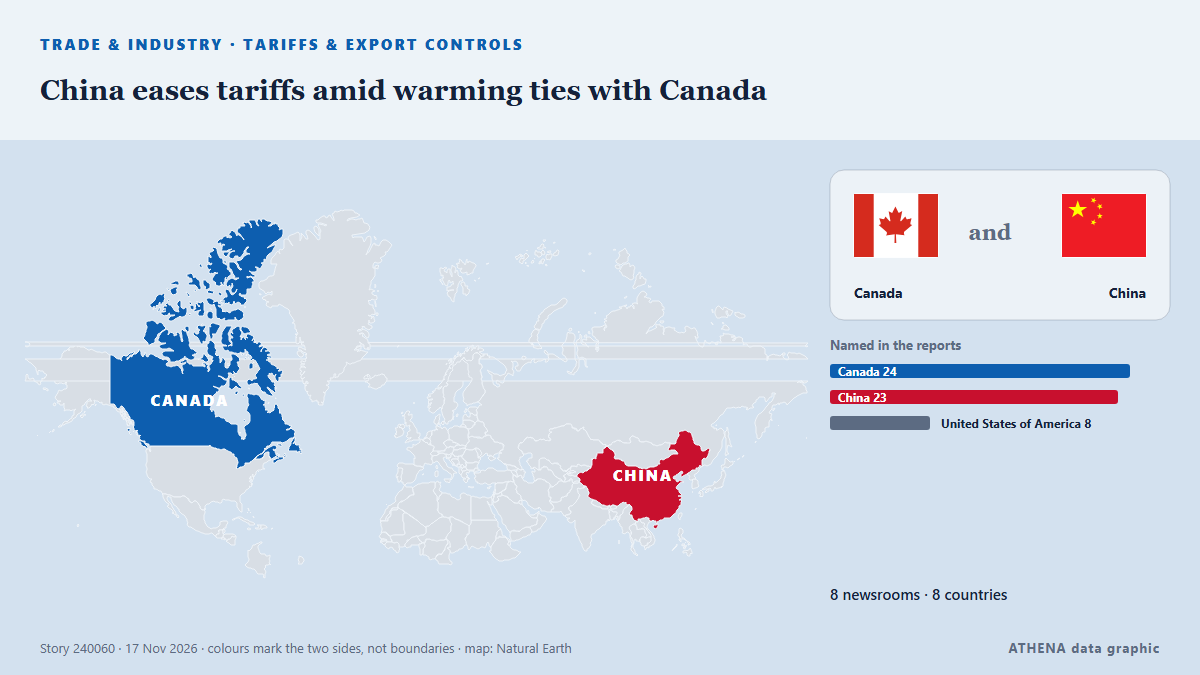 TRADE & INDUSTRY · TARIFFS & EXPORT CONTROLS
China eases tariffs amid warming ties with Canada
CANADA
CHINA
and
Canada
China
Named in the reports
Canada 24
China 23
United States of America 8
8 newsrooms · 8 countries
Story 240060 · 17 Nov 2026 · colours mark the two sides, not boundaries · map: Natural Earth
ATHENA data graphic